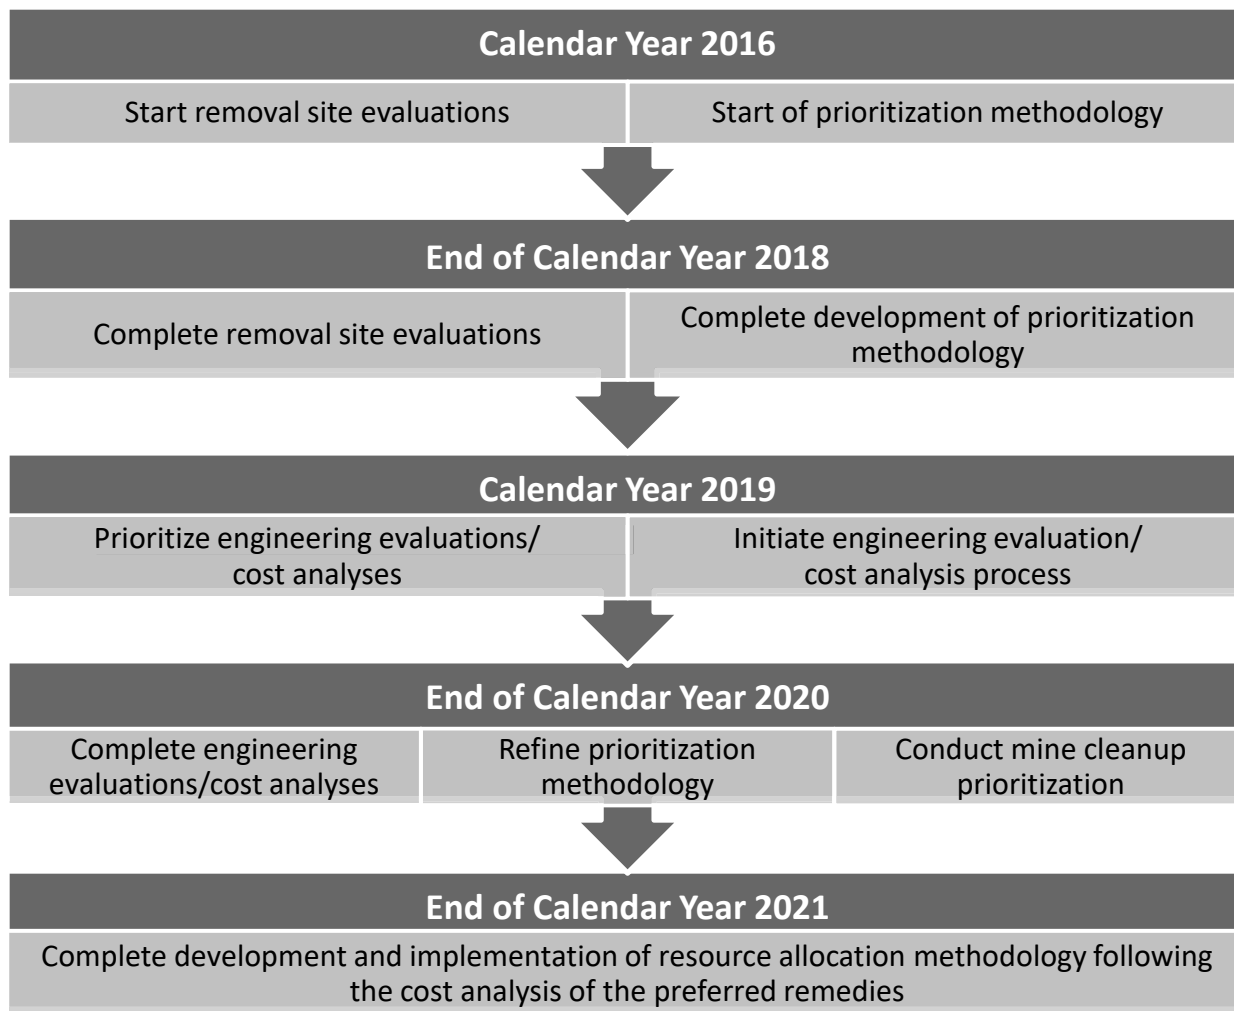 Calendar Year 2016
Start removal site evaluations
Start of prioritization methodology
End of Calendar Year 2018
Complete removal site evaluations
Complete development of prioritization
methodology
Calendar Year 2019
Prioritize engineering evaluations/
cost analyses
Initiate engineering evaluation/
cost analysis process
End of Calendar Year 2020
Complete engineering
evaluations/cost analyses
Refine prioritization
methodology
Conduct mine cleanup
prioritization
End of Calendar Year 2021
Complete development and implementation of resource allocation methodology following
the cost analysis of the preferred remedies